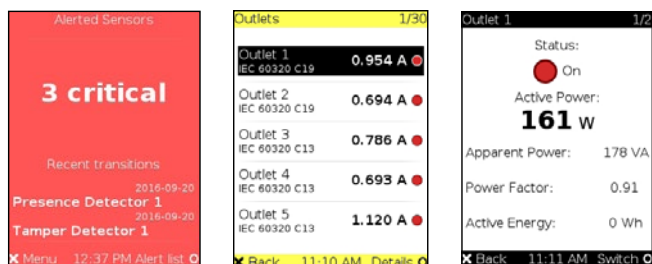 Alerted Sensors
3 critical
Recent transitions
2016-09-20
Presence Detector 1
2016-09-20
Tamper Detector 1
X Menu 12:37 PM Alert list O
Outlets 1/30
Outlet 1
IEC 60320 C19
0.954 A
Outlet 2
IEC 60320 C19
0.694 A
Outlet 3
IEC 60320 C13
0.786 A
Outlet 4
IEC 60320 C13
0.693 A
Outlet 5
IEC 60320 C13
1.120 A
X Back 11:10 AM Details O
Outlet 1 1/2
Status:
On
Active Power:
161 W
Apparent Power: 178 VA
Power Factor: 0.91
Active Energy: 0 Wh
X Back 11:11 AM Switch O